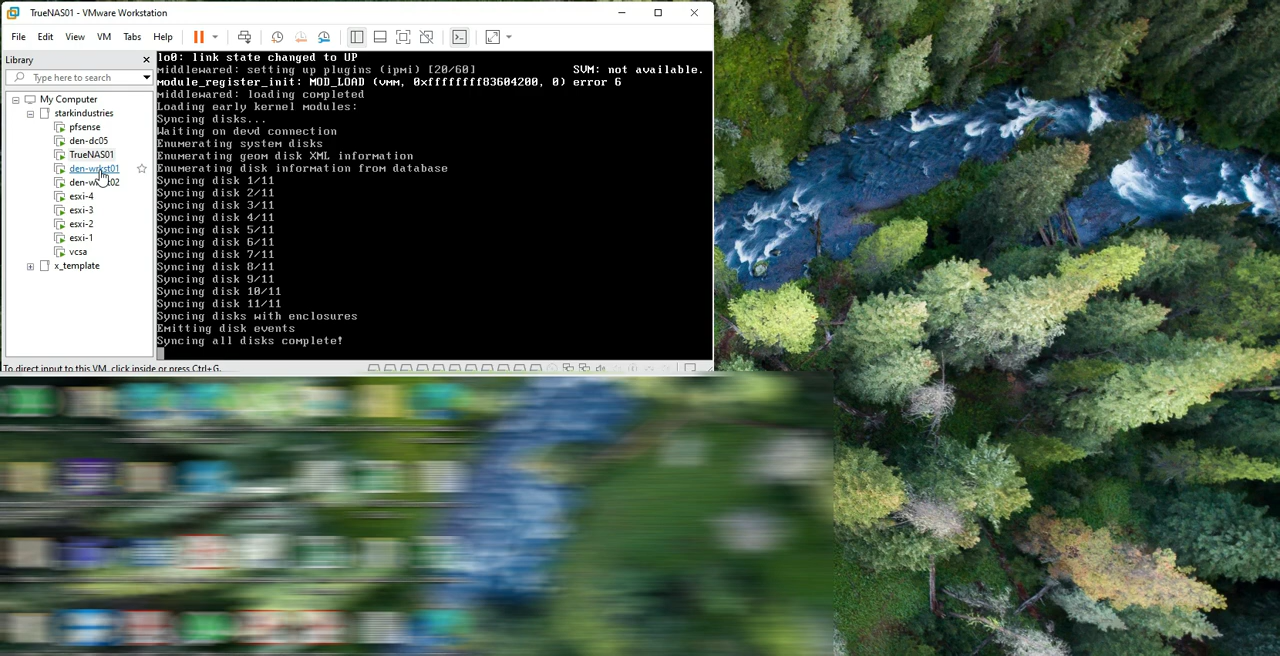 TrueNAS01 - VMware Workstation
File Edit View VM Tabs Help
Library
Type here to search
My Computer
starkindustries
pfsense
den-dc05
TrueNAS01
den-wrkst01
esxi-4
esxi-3
esxi-2
esxi-1
vcsa
x_template
lo0: link state changed to UP
middlewared: setting up plugins (ipmi) [20/60] SVM: not available.
module_register_init: MOD_LOAD (vmm, 0xffffffff83604200, 0) error 6
middlewared: loading completed
Loading early kernel modules:
Syncing disks...
Waiting on devd connection
Enumerating system disks
Enumerating geom disk XML information
Enumerating disk information from database
Syncing disk 1/11
Syncing disk 2/11
Syncing disk 3/11
Syncing disk 4/11
Syncing disk 5/11
Syncing disk 6/11
Syncing disk 7/11
Syncing disk 8/11
Syncing disk 9/11
Syncing disk 10/11
Syncing disk 11/11
Syncing disks with enclosures
Emitting disk events
Syncing all disks complete!
To direct input to this VM, click inside or press Ctrl+G.